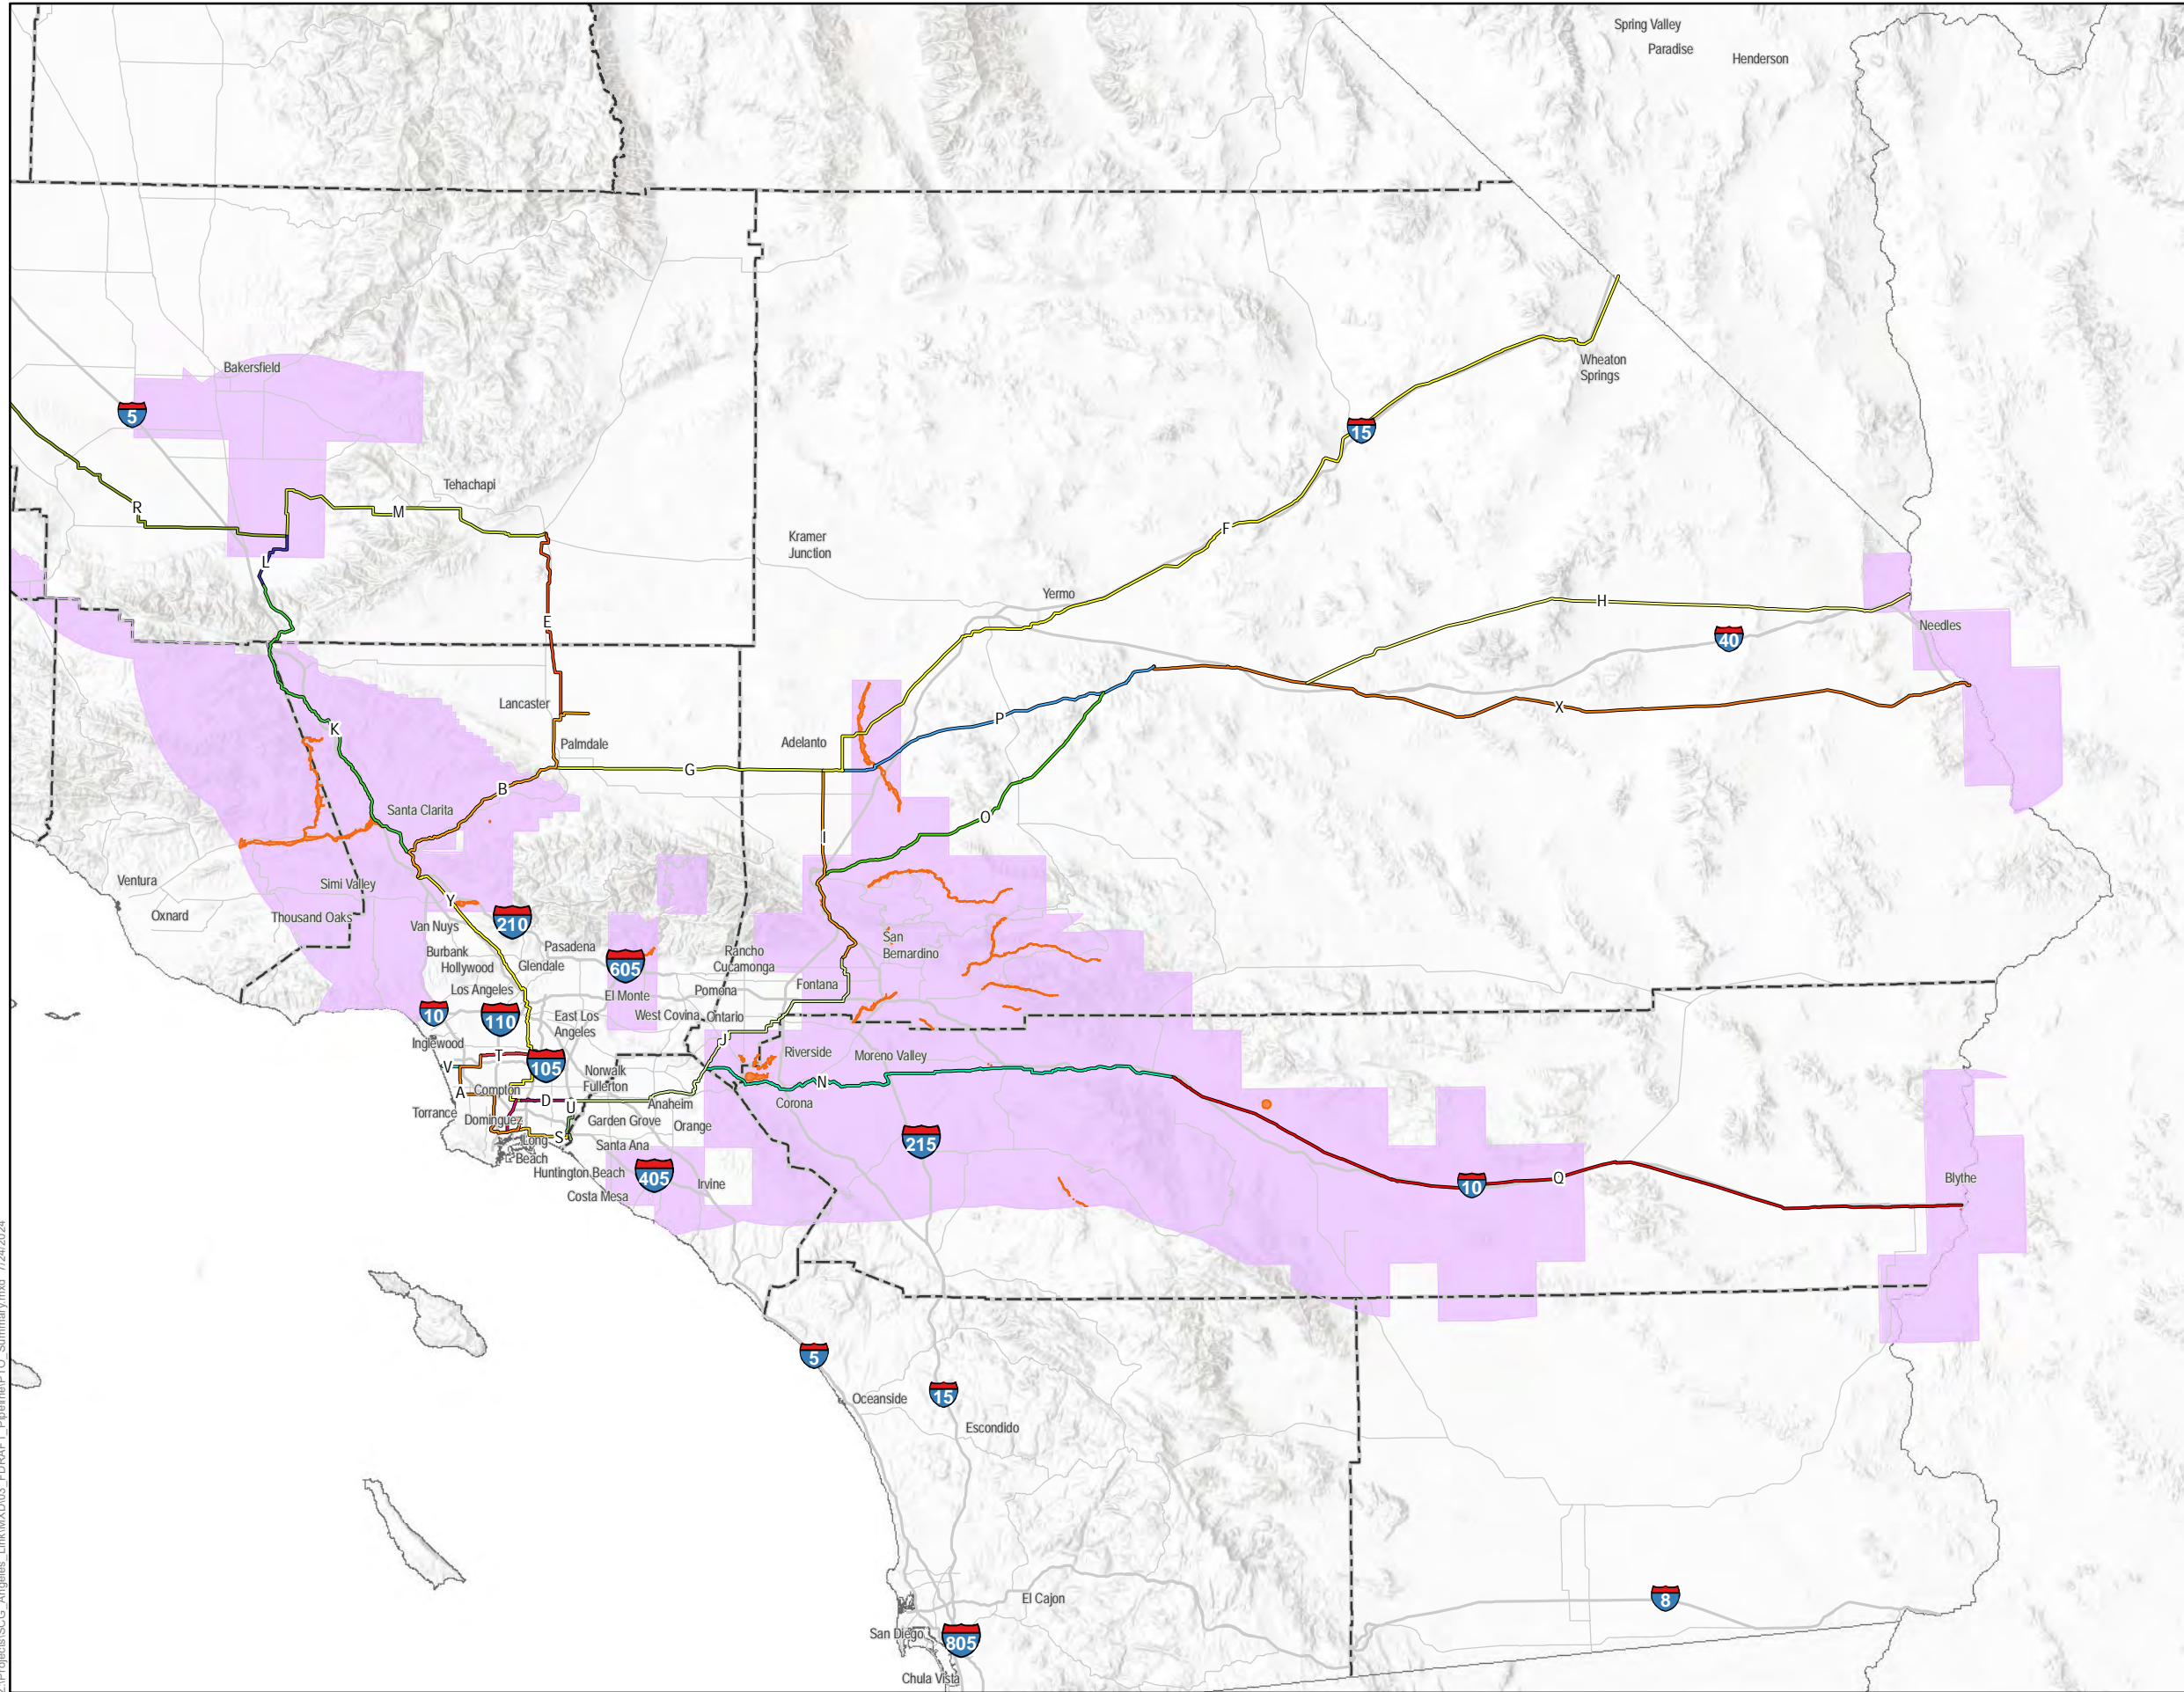 Spring Valley
Paradise
Henderson
Bakersfield
5
Wheaton
Springs
15
Tehachapi
R
M
F
Kramer
Junction
L
Yermo
H
E
Needles
40
Lancaster
X
P
K
Palmdale
Adelanto
G
B
Santa Clarita
O
I
Ventura
Simi Valley
Oxnard
Thousand Oaks
Y
210
Van Nuys
Burbank
Hollywood
Pasadena
Glendale
605
Rancho
Cucamonga
San
Bernardino
Los Angeles
El Monte
Pomona
Fontana
10
110
East Los
Angeles
West Covina
Ontario
Inglewood
J
T
V
105
Riverside
Moreno Valley
Norwalk
Fullerton
N
A
Compton
D
U
Anaheim
Corona
Torrance
Dominguez
Garden Grove
Orange
S
Long
Beach
Santa Ana
215
Huntington Beach
405
Irvine
Costa Mesa
10
Q
Blythe
5
15
Oceanside
Escondido
El Cajon
8
San Diego
805
Chula Vista